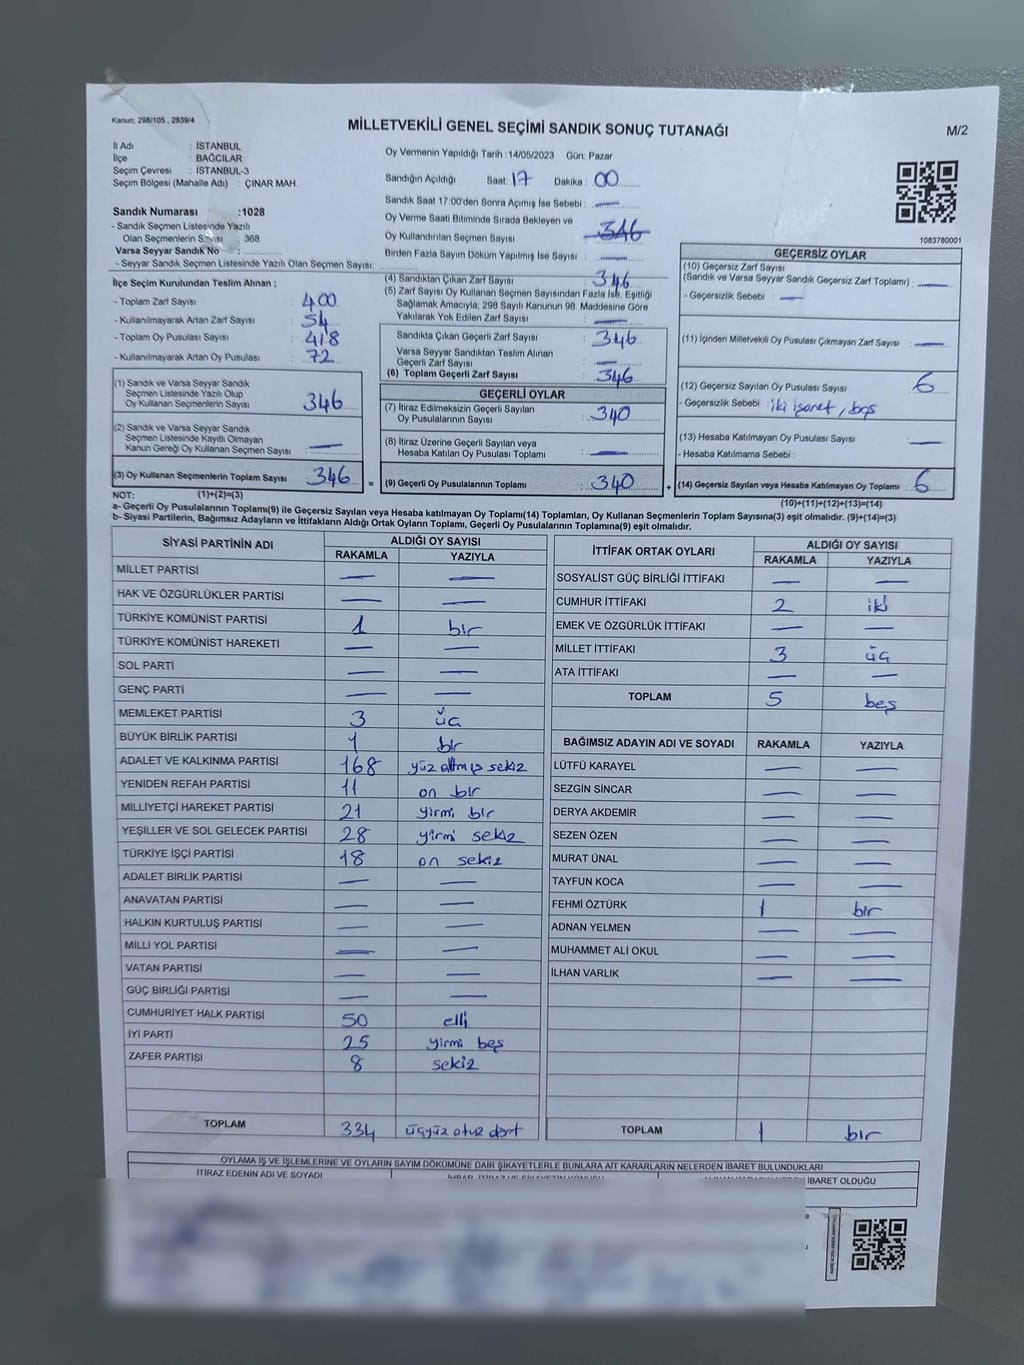 Kanun: 298/105 , 2839/4
MİLLETVEKİLİ GENEL SEÇİMİ SANDIK SONUÇ TUTANAĞI
M/2
İl Adı : İSTANBUL
İlçe : BAĞCILAR
Seçim Çevresi : İSTANBUL-3
Seçim Bölgesi (Mahalle Adı) : ÇINAR MAH.
Oy Vermenin Yapıldığı Tarih : 14/05/2023 Gün: Pazar
Sandığın Açıldığı Saat: 17 Dakika : 00
Sandık Saat 17.00'den Sonra Açımış İse Sebebi : —
Oy Verme Saati Bitiminde Sırada Bekleyen ve
Oy Kullandırılan Seçmen Sayısı : 346
Birden Fazla Sayım Döküm Yapılmış İse Sayısı : —
1083780001
Sandık Numarası :1028
- Sandık Seçmen Listesinde Yazılı
Olan Seçmenlerin Sayısı : 368
Varsa Seyyar Sandık No :
- Seyyar Sandık Seçmen Listesinde Yazılı Olan Seçmen Sayısı:
İlçe Seçim Kurulundan Teslim Alınan ;
- Toplam Zarf Sayısı : 400
- Kullanılmayarak Artan Zarf Sayısı : 54
- Toplam Oy Pusulası Sayısı : 418
- Kullanılmayarak Artan Oy Pusulası : 72
(1) Sandık ve Varsa Seyyar Sandık
Seçmen Listesinde Yazılı Olup
Oy Kullanan Seçmenlerin Sayısı : 346
(2) Sandık ve Varsa Seyyar Sandık
Seçmen Listesinde Kayıtlı Olmayan
Kanun Gereği Oy Kullanan Seçmen Sayısı : —
(3) Oy Kullanan Seçmenlerin Toplam Sayısı : 346
(4) Sandıktan Çıkan Zarf Sayısı : 346
(5) Zarf Sayısı Oy Kullanan Seçmen Sayısından Fazla İse, Eşitliği
Sağlamak Amacıyla, 298 Sayılı Kanunun 98. Maddesine Göre
Yakılarak Yok Edilen Zarf Sayısı : —
Sandıkta Çıkan Geçerli Zarf Sayısı : 346
Varsa Seyyar Sandıktan Teslim Alınan
Geçerli Zarf Sayısı : —
(6) Toplam Geçerli Zarf Sayısı : 346
GEÇERLİ OYLAR
(7) İtiraz Edilmeksizin Geçerli Sayılan
Oy Pusulalarının Sayısı : 340
(8) İtiraz Üzerine Geçerli Sayılan veya
Hesaba Katılan Oy Pusulası Toplamı : —
= (9) Geçerli Oy Pusulalarının Toplamı : 340
GEÇERSİZ OYLAR
(10) Geçersiz Zarf Sayısı
(Sandık ve Varsa Seyyar Sandık Geçersiz Zarf Toplamı) : —
- Geçersizlik Sebebi : —
(11) İçinden Milletvekili Oy Pusulası Çıkmayan Zarf Sayısı : —
(12) Geçersiz Sayılan Oy Pusulası Sayısı : 6
- Geçersizlik Sebebi : iki işaret, boş
(13) Hesaba Katılmayan Oy Pusulası Sayısı : —
- Hesaba Katılmama Sebebi :
+ (14) Geçersiz Sayılan veya Hesaba Katılmayan Oy Toplamı : 6
NOT: (1)+(2)=(3)
(10)+(11)+(12)+(13)=(14)
a- Geçerli Oy Pusulasının Toplamı(9) ile Geçersiz Sayılan veya Hesaba katılmayan Oy Toplamı(14) Toplamları, Oy Kullanan Seçmenlerin Toplam Sayısına(3) eşit olmalıdır. (9)+(14)=(3)
b- Siyasi Partilerin, Bağımsız Adayların ve İttifakların Aldığı Ortak Oyların Toplamı, Geçerli Oy Pusulalarının Toplamına(9) eşit olmalıdır.
SİYASİ PARTİNİN ADI ALDIĞI OY SAYISI
RAKAMLA YAZIYLA
MİLLET PARTİSİ — —
HAK VE ÖZGÜRLÜKLER PARTİSİ — —
TÜRKİYE KOMÜNİST PARTİSİ 1 bir
TÜRKİYE KOMÜNİST HAREKETİ — —
SOL PARTİ — —
GENÇ PARTİ — —
MEMLEKET PARTİSİ 3 üç
BÜYÜK BİRLİK PARTİSİ 1 bir
ADALET VE KALKINMA PARTİSİ 168 yüz altmış sekiz
YENİDEN REFAH PARTİSİ 11 on bir
MİLLİYETÇİ HAREKET PARTİSİ 21 yirmi bir
YEŞİLLER VE SOL GELECEK PARTİSİ 28 yirmi sekiz
TÜRKİYE İŞÇİ PARTİSİ 18 on sekiz
ADALET BİRLİK PARTİSİ — —
ANAVATAN PARTİSİ — —
HALKIN KURTULUŞ PARTİSİ — —
MİLLİ YOL PARTİSİ — —
VATAN PARTİSİ — —
GÜÇ BİRLİĞİ PARTİSİ — —
CUMHURİYET HALK PARTİSİ 50 elli
İYİ PARTİ 25 yirmi beş
ZAFER PARTİSİ 8 sekiz
TOPLAM 334 üçyüz otuz dört
İTTİFAK ORTAK OYLARI ALDIĞI OY SAYISI
RAKAMLA YAZIYLA
SOSYALİST GÜÇ BİRLİĞİ İTTİFAKI — —
CUMHUR İTTİFAKI 2 iki
EMEK VE ÖZGÜRLÜK İTTİFAKI — —
MİLLET İTTİFAKI 3 üç
ATA İTTİFAKI — —
TOPLAM 5 beş
BAĞIMSIZ ADAYIN ADI VE SOYADI RAKAMLA YAZIYLA
LÜTFÜ KARAYEL — —
SEZGİN SİNCAR — —
DERYA AKDEMİR — —
SEZEN ÖZEN — —
MURAT ÜNAL — —
TAYFUN KOCA — —
FEHMİ ÖZTÜRK 1 bir
ADNAN YELMEN — —
MUHAMMET ALİ OKUL — —
İLHAN VARLIK — —
TOPLAM 1 bir
OYLAMA İŞ VE İŞLEMLERİNE VE OYLARIN SAYIM DÖKÜMÜNE DAİR ŞİKAYETLERLE BUNLARA AİT KARARLARIN NELERDEN İBARET BULUNDUKLARI
İTİRAZ EDENİN ADI VE SOYADI
İBARET OLDUĞU